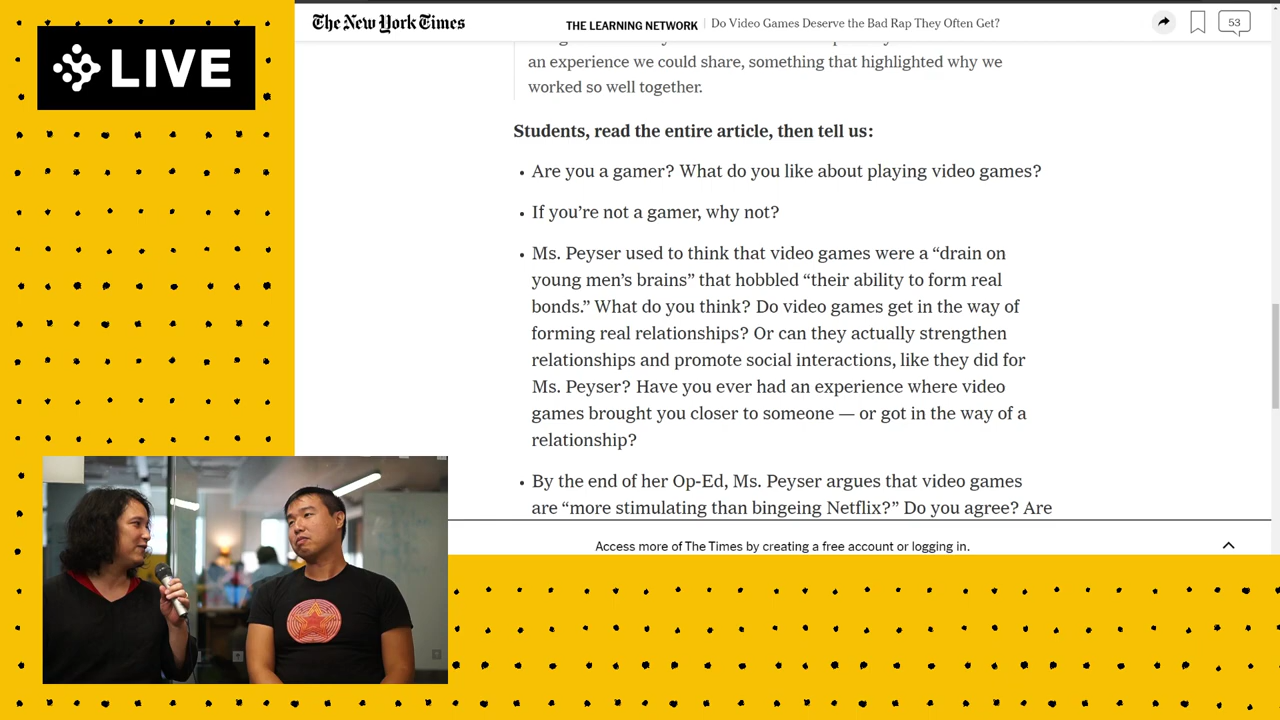 LIVE
The New York Times
THE LEARNING NETWORK
Do Video Games Deserve the Bad Rap They Often Get?
53
an experience we could share, something that highlighted why we
worked so well together.
Students, read the entire article, then tell us:
• Are you a gamer? What do you like about playing video games?
• If you’re not a gamer, why not?
• Ms. Peyser used to think that video games were a “drain on
young men’s brains” that hobbled “their ability to form real
bonds.” What do you think? Do video games get in the way of
forming real relationships? Or can they actually strengthen
relationships and promote social interactions, like they did for
Ms. Peyser? Have you ever had an experience where video
games brought you closer to someone — or got in the way of a
relationship?
• By the end of her Op-Ed, Ms. Peyser argues that video games
are “more stimulating than bingeing Netflix?” Do you agree? Are
Access more of The Times by creating a free account or logging in.